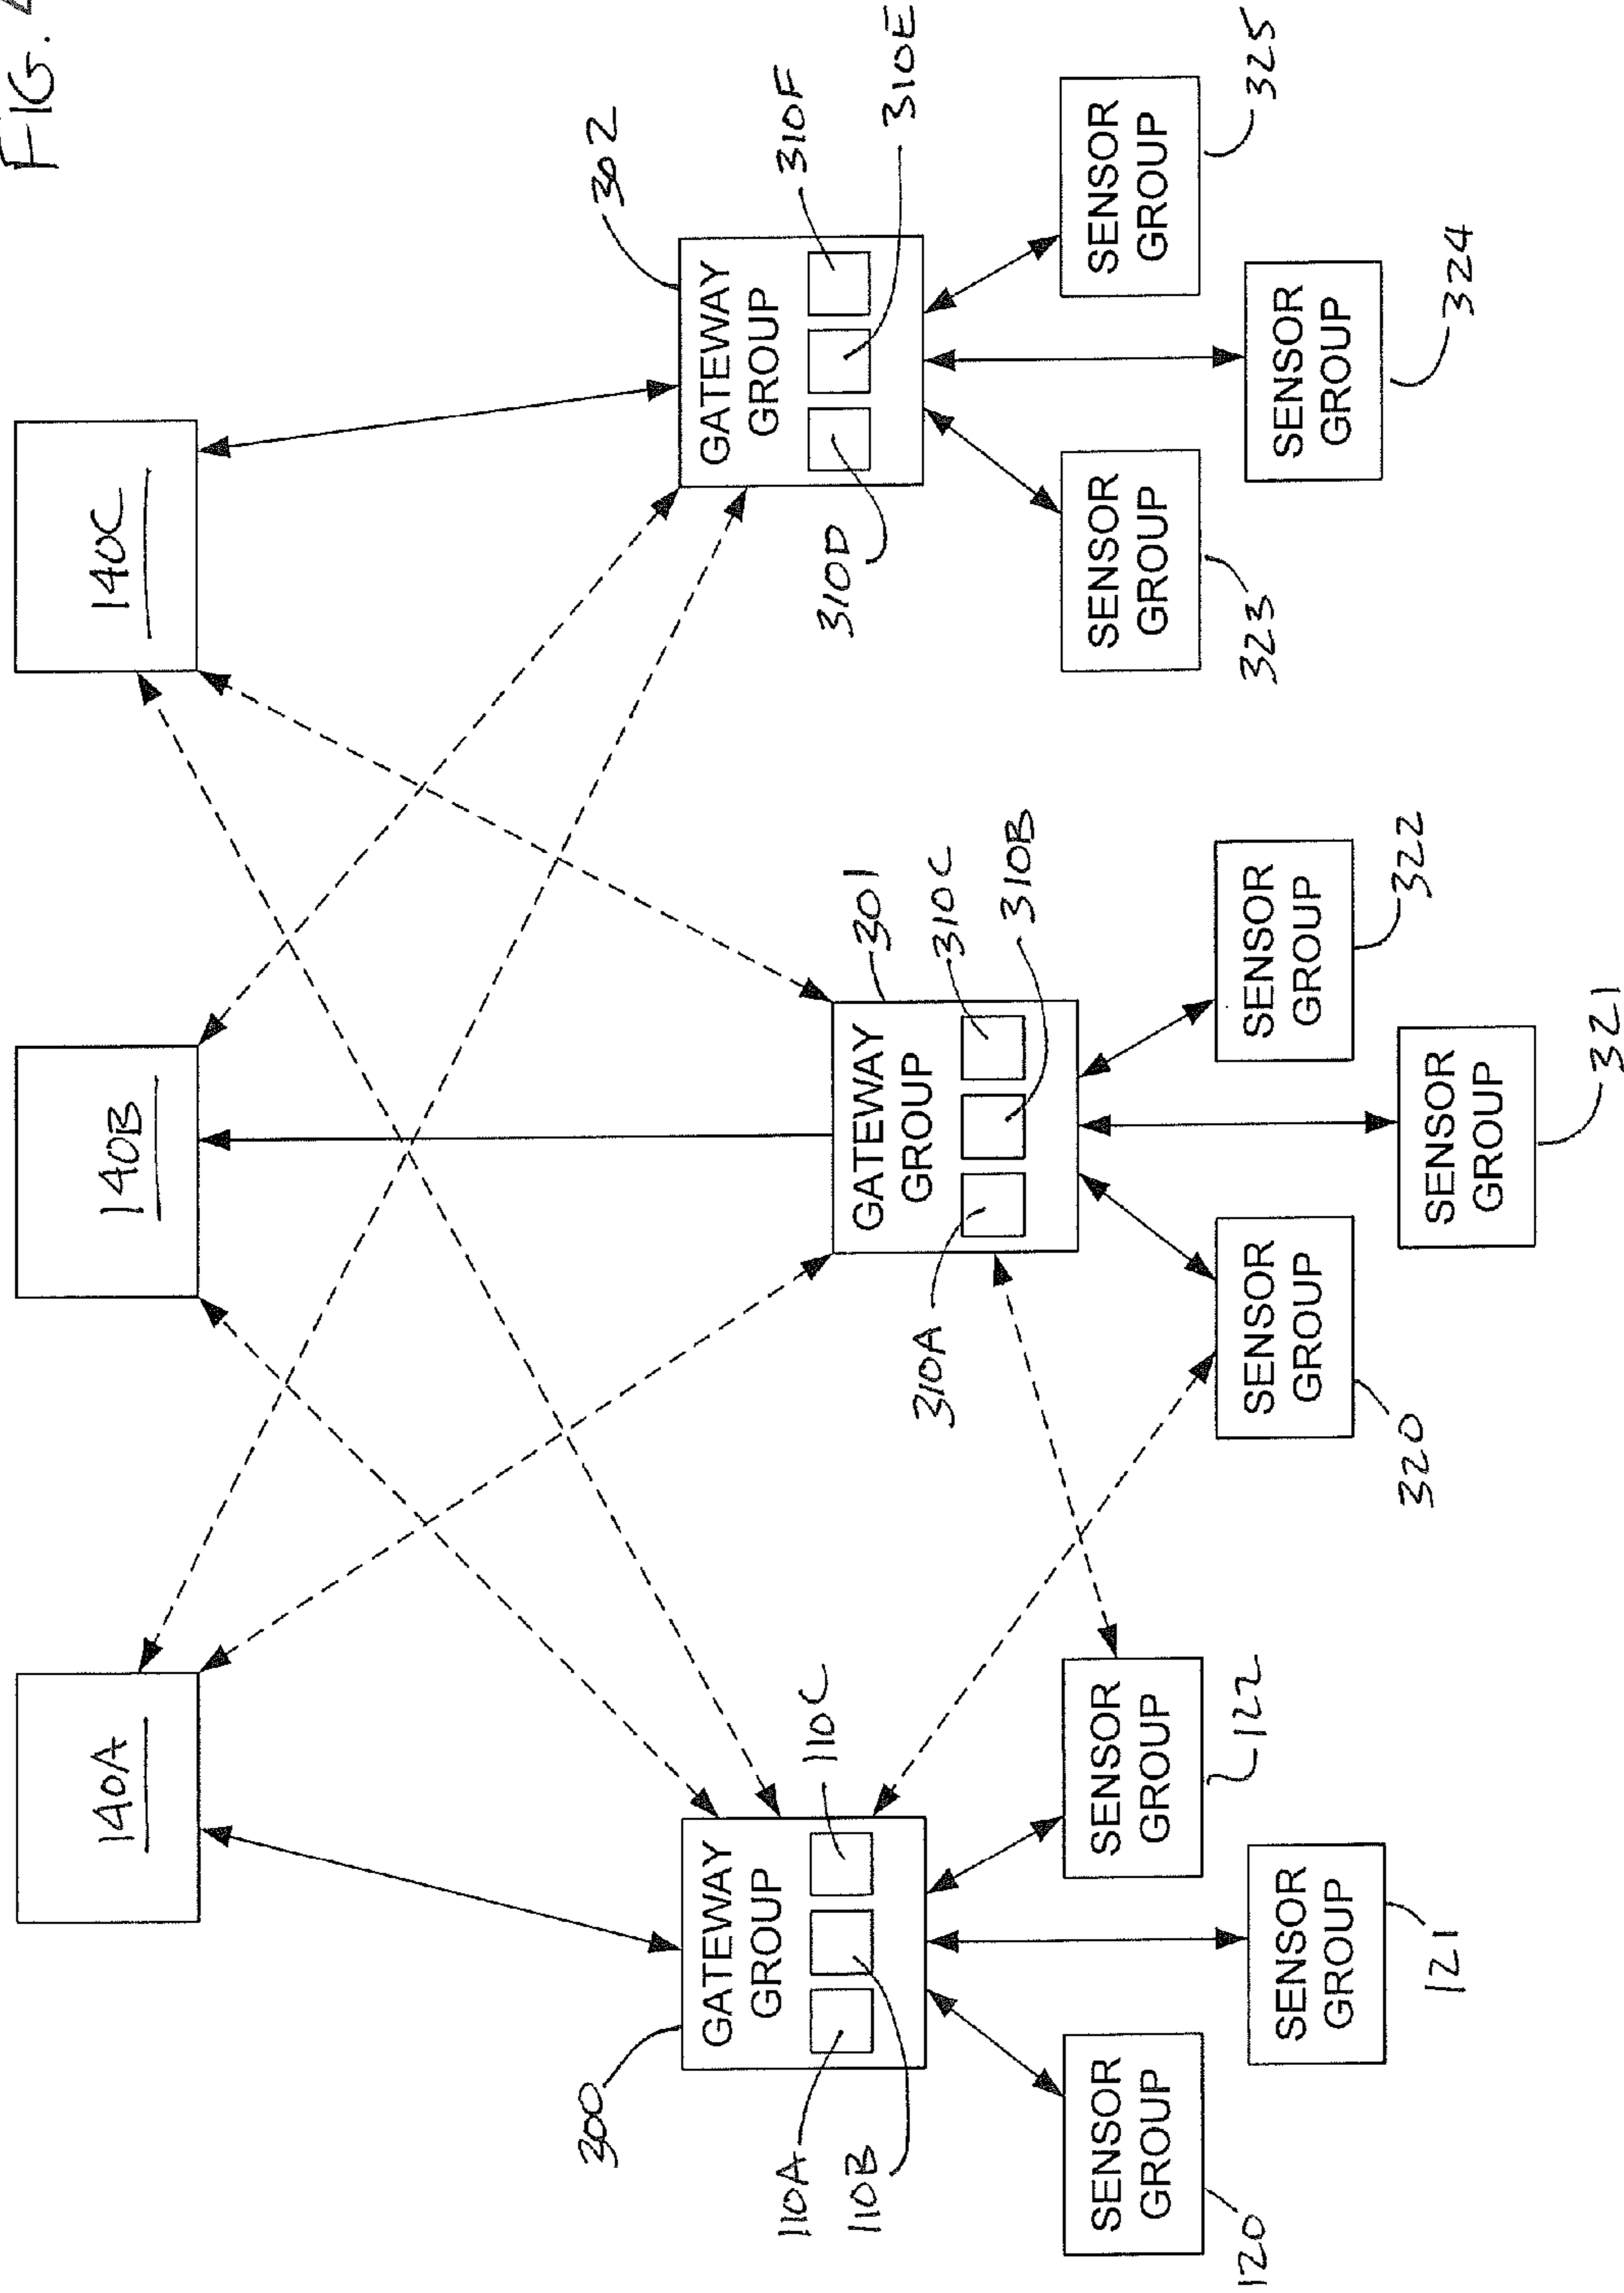 FIG.
140A
140B
140C
300
GATEWAY
GROUP
110A
110B
110C
301
GATEWAY
GROUP
310A
310C
310B
302
GATEWAY
GROUP
310D
310F
310E
SENSOR
GROUP
120
SENSOR
GROUP
121
SENSOR
GROUP
122
SENSOR
GROUP
320
SENSOR
GROUP
321
SENSOR
GROUP
322
SENSOR
GROUP
323
SENSOR
GROUP
324
SENSOR
GROUP
325